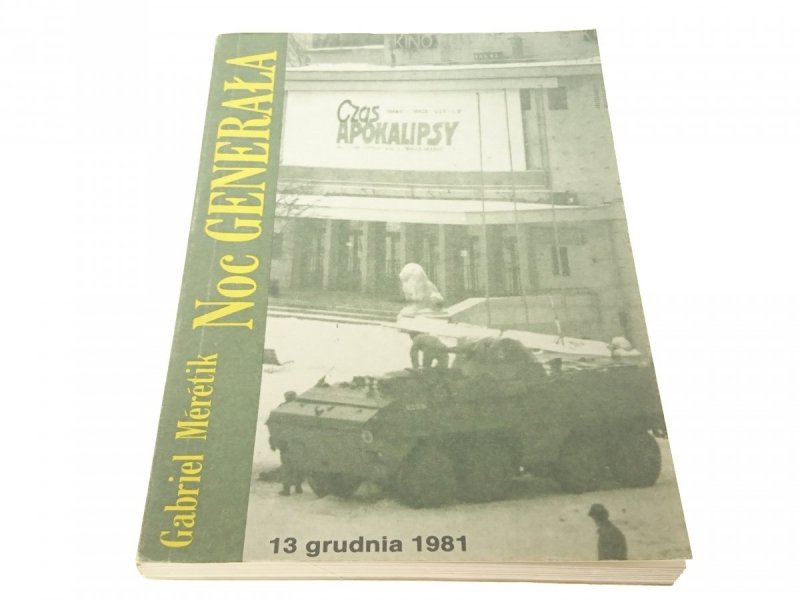 Gabriel Mérétik NOC GENERAŁA
KINO
Czas
APOKALIPSY
13 grudnia 1981